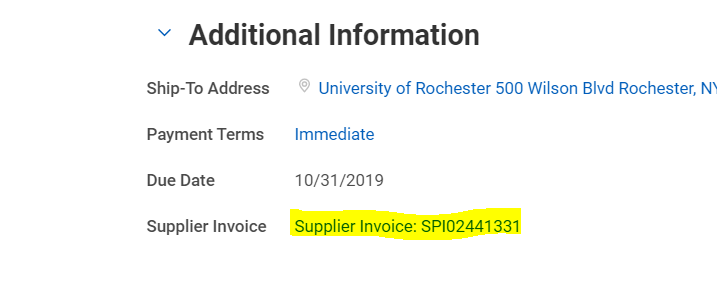 Additional Information
Ship-To Address University of Rochester 500 Wilson Blvd Rochester, NY
Payment Terms Immediate
Due Date 10/31/2019
Supplier Invoice Supplier Invoice: SPI02441331